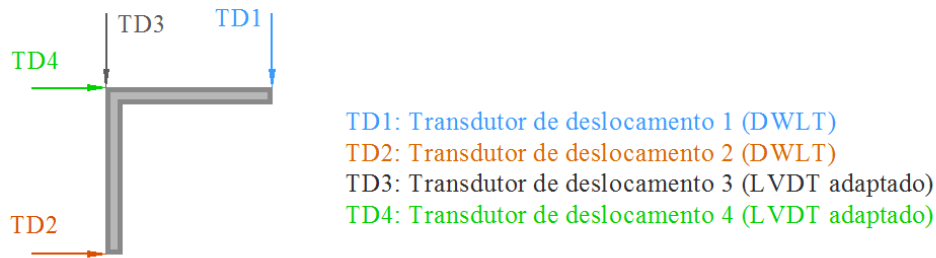 TD3
TD1
TD4
TD2
TD1: Transdutor de deslocamento 1 (DWLT)
TD2: Transdutor de deslocamento 2 (DWLT)
TD3: Transdutor de deslocamento 3 (LVDT adaptado)
TD4: Transdutor de deslocamento 4 (LVDT adaptado)